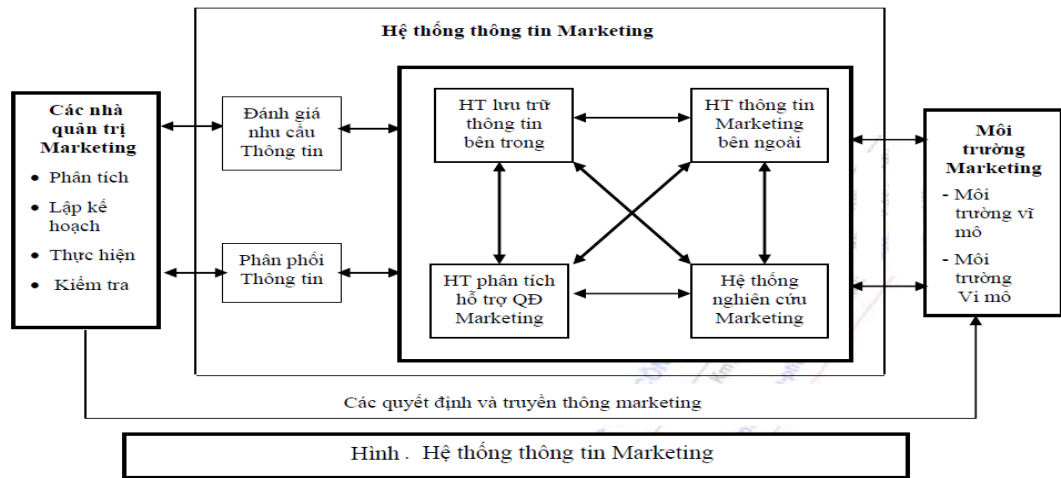 Hệ thống thông tin Marketing
Các nhà
quản trị
Marketing
• Phân tích
• Lập kế
hoạch
• Thực hiện
• Kiểm tra
Đánh giá
nhu cầu
Thông tin
Phân phối
Thông tin
HT lưu trữ
thông tin
bên trong
HT thông tin
Marketing
bên ngoài
HT phân tích
hỗ trợ QĐ
Marketing
Hệ thống
nghiên cứu
Marketing
Môi
trường
Marketing
- Môi
trường vĩ
mô
- Môi
trường
Vi mô
Các quyết định và truyền thông marketing
Hình . Hệ thống thông tin Marketing